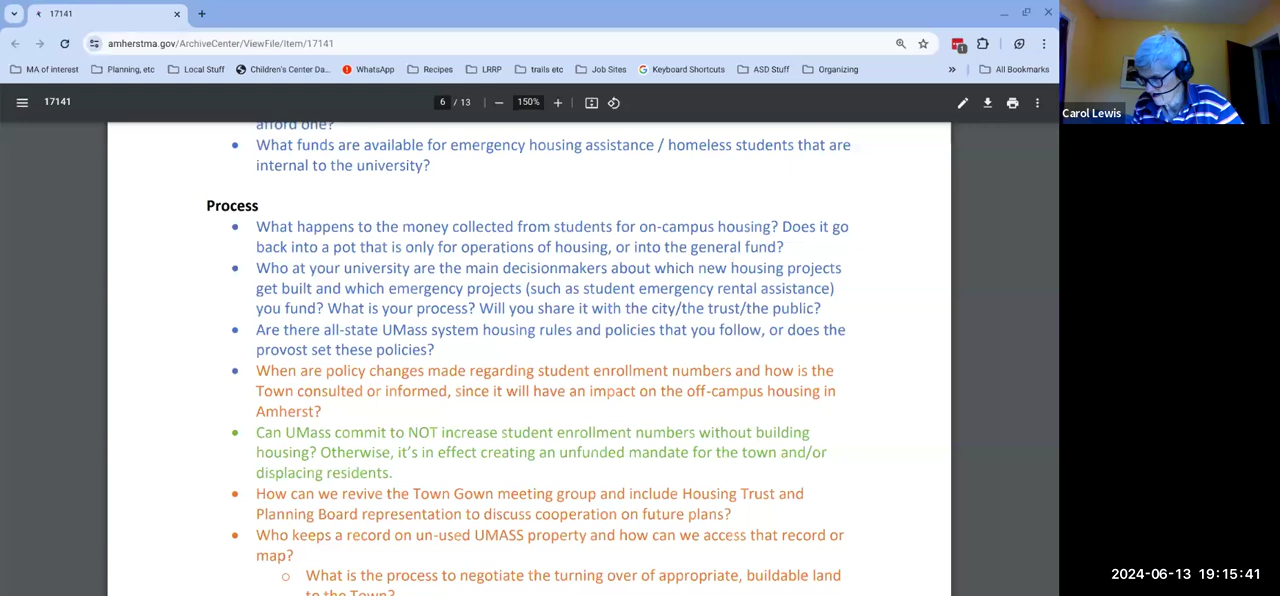 17141
amherstma.gov/ArchiveCenter/ViewFile/Item/17141
MA of interest Planning, etc Local Stuff Children's Center Da... WhatsApp Recipes LRRP trails etc Job Sites Keyboard Shortcuts ASD Stuff Organizing » All Bookmarks
17141 6 / 13 150%
afford one?
What funds are available for emergency housing assistance / homeless students that are
internal to the university?
Process
What happens to the money collected from students for on-campus housing? Does it go
back into a pot that is only for operations of housing, or into the general fund?
Who at your university are the main decisionmakers about which new housing projects
get built and which emergency projects (such as student emergency rental assistance)
you fund? What is your process? Will you share it with the city/the trust/the public?
Are there all-state UMass system housing rules and policies that you follow, or does the
provost set these policies?
When are policy changes made regarding student enrollment numbers and how is the
Town consulted or informed, since it will have an impact on the off-campus housing in
Amherst?
Can UMass commit to NOT increase student enrollment numbers without building
housing? Otherwise, it's in effect creating an unfunded mandate for the town and/or
displacing residents.
How can we revive the Town Gown meeting group and include Housing Trust and
Planning Board representation to discuss cooperation on future plans?
Who keeps a record on un-used UMASS property and how can we access that record or
map?
What is the process to negotiate the turning over of appropriate, buildable land
to the Town?
Carol Lewis
2024-06-13 19:15:41